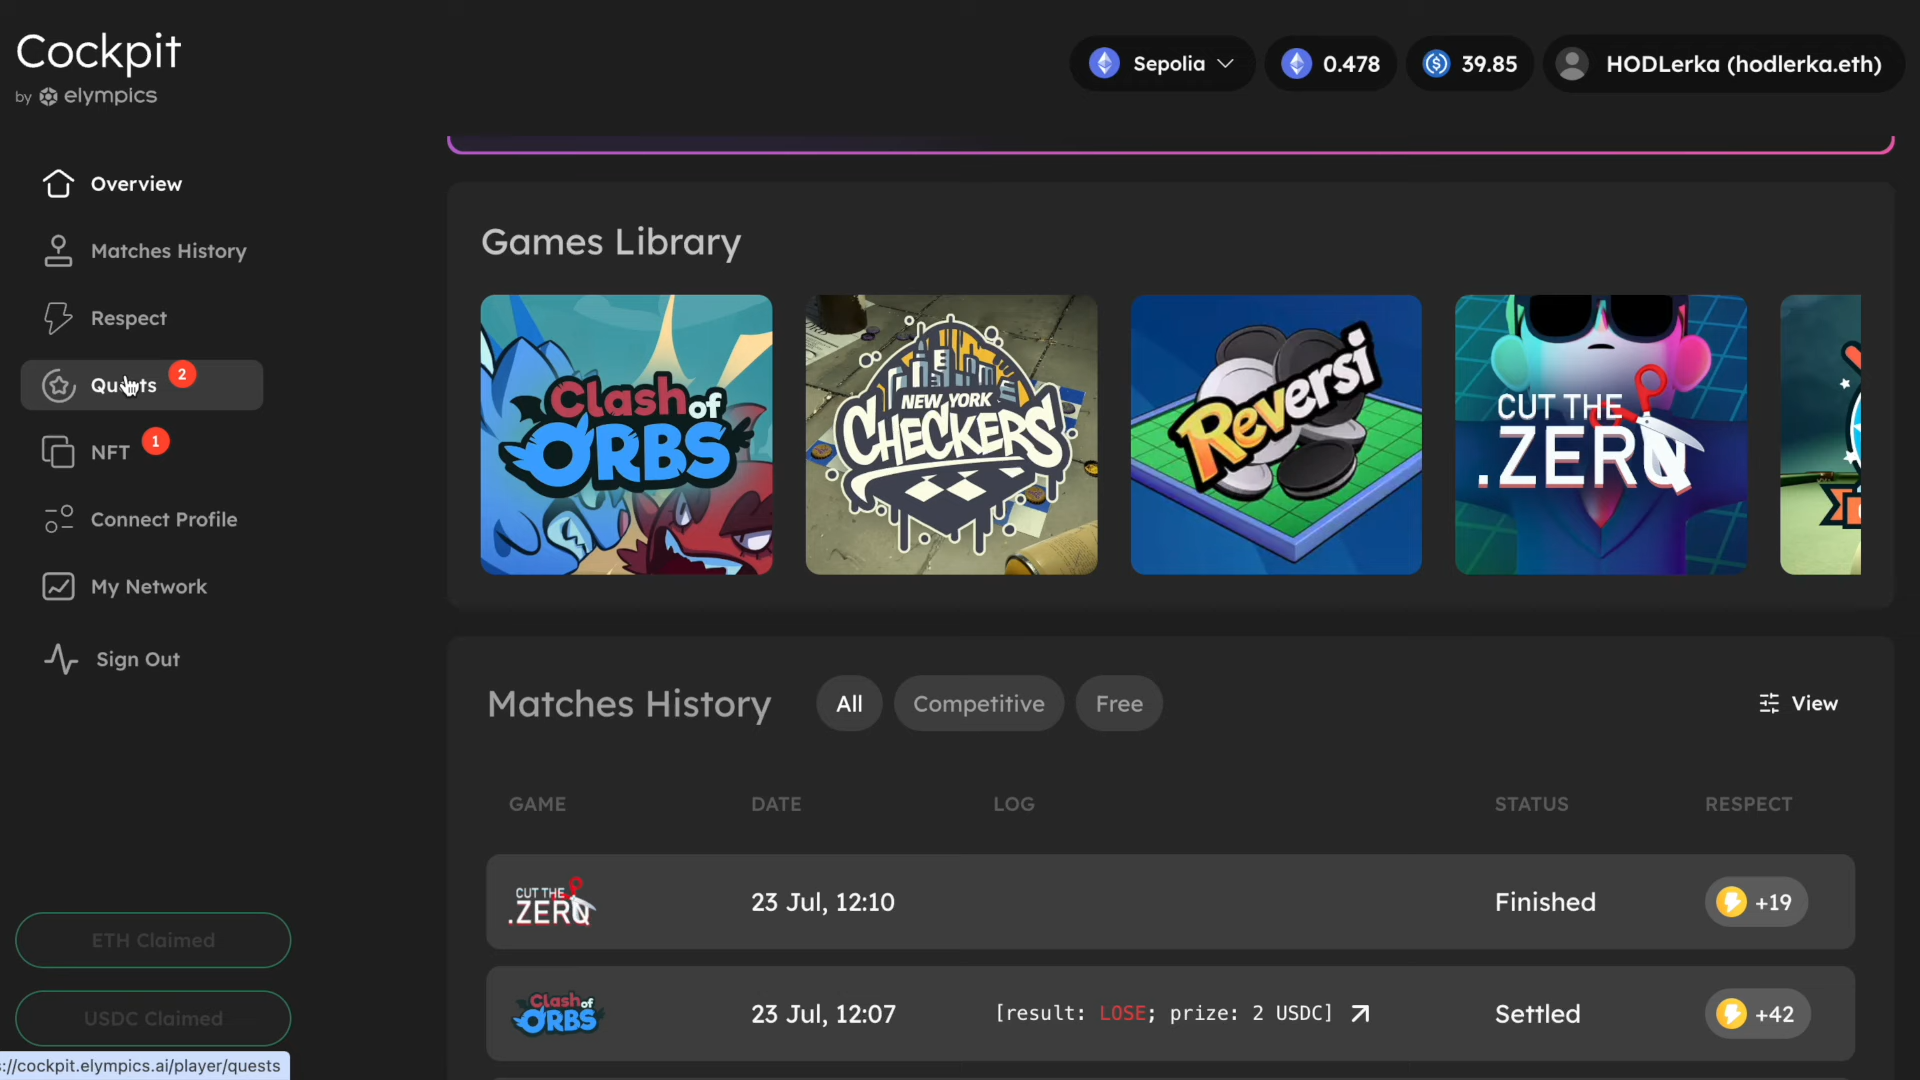 Cockpit
by elympics
Sepolia
0.478
39.85
HODLerka (hodlerka.eth)
Overview
Matches History
Respect
Quests
2
NFT
1
Connect Profile
My Network
Sign Out
ETH Claimed
USDC Claimed
Games Library
Clash of
ORBS
NEW YORK
CHECKERS
Reversi
CUT THE
.ZERO
Matches History
All
Competitive
Free
View
GAME DATE LOG STATUS RESPECT
CUT THE
.ZERO
23 Jul, 12:10 Finished +19
Clash of
ORBS
23 Jul, 12:07 [result: LOSE; prize: 2 USDC] Settled +42
://cockpit.elympics.ai/player/quests